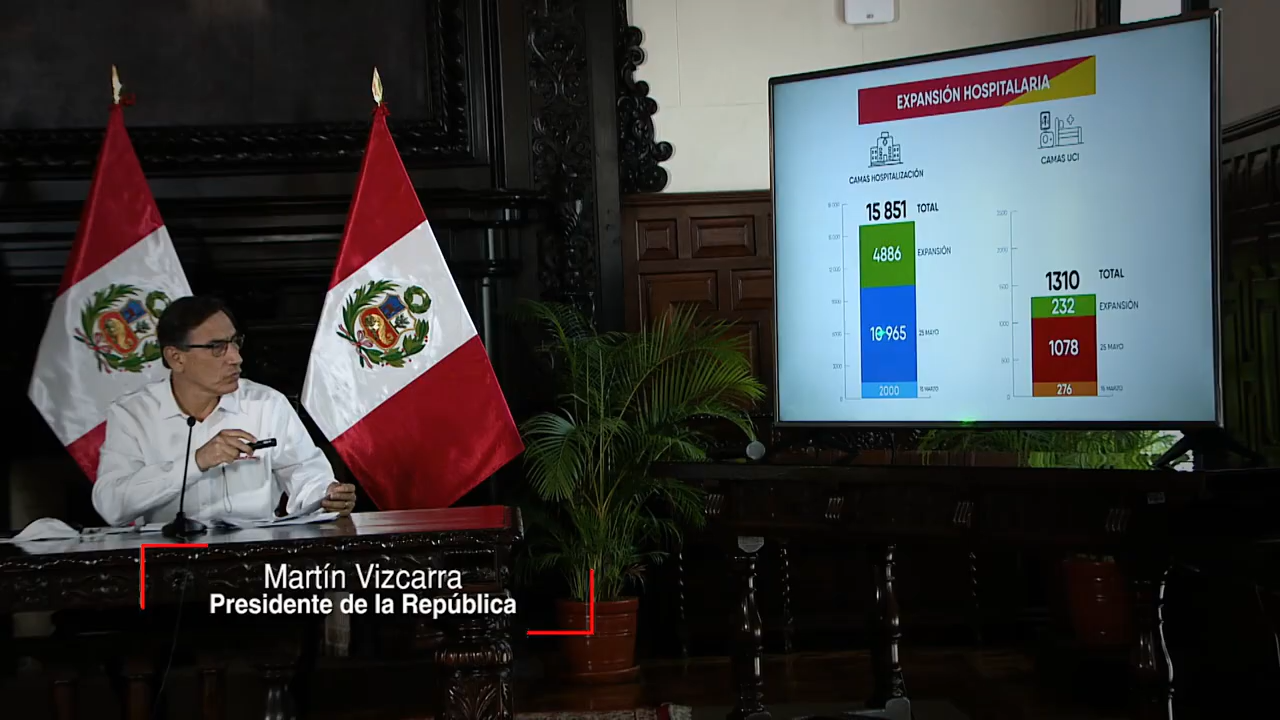 EXPANSIÓN HOSPITALARIA
CAMAS HOSPITALIZACIÓN
15 851 TOTAL
4886 EXPANSIÓN
10 965 25 MAYO
2000 15 MARZO
CAMAS UCI
1310 TOTAL
232 EXPANSIÓN
1078 25 MAYO
276 15 MARZO
Martín Vizcarra
Presidente de la República